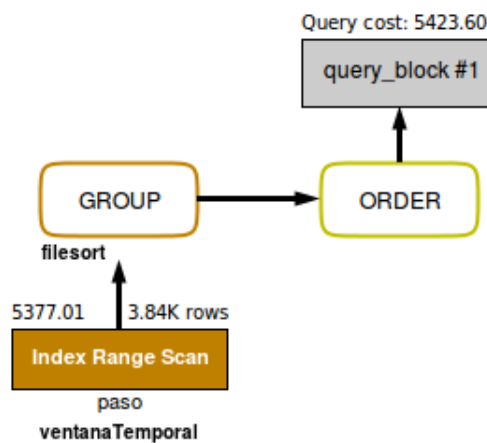 Query cost: 5423.60
query_block #1
GROUP
ORDER
filesort
5377.01 3.84K rows
Index Range Scan
paso
ventanaTemporal